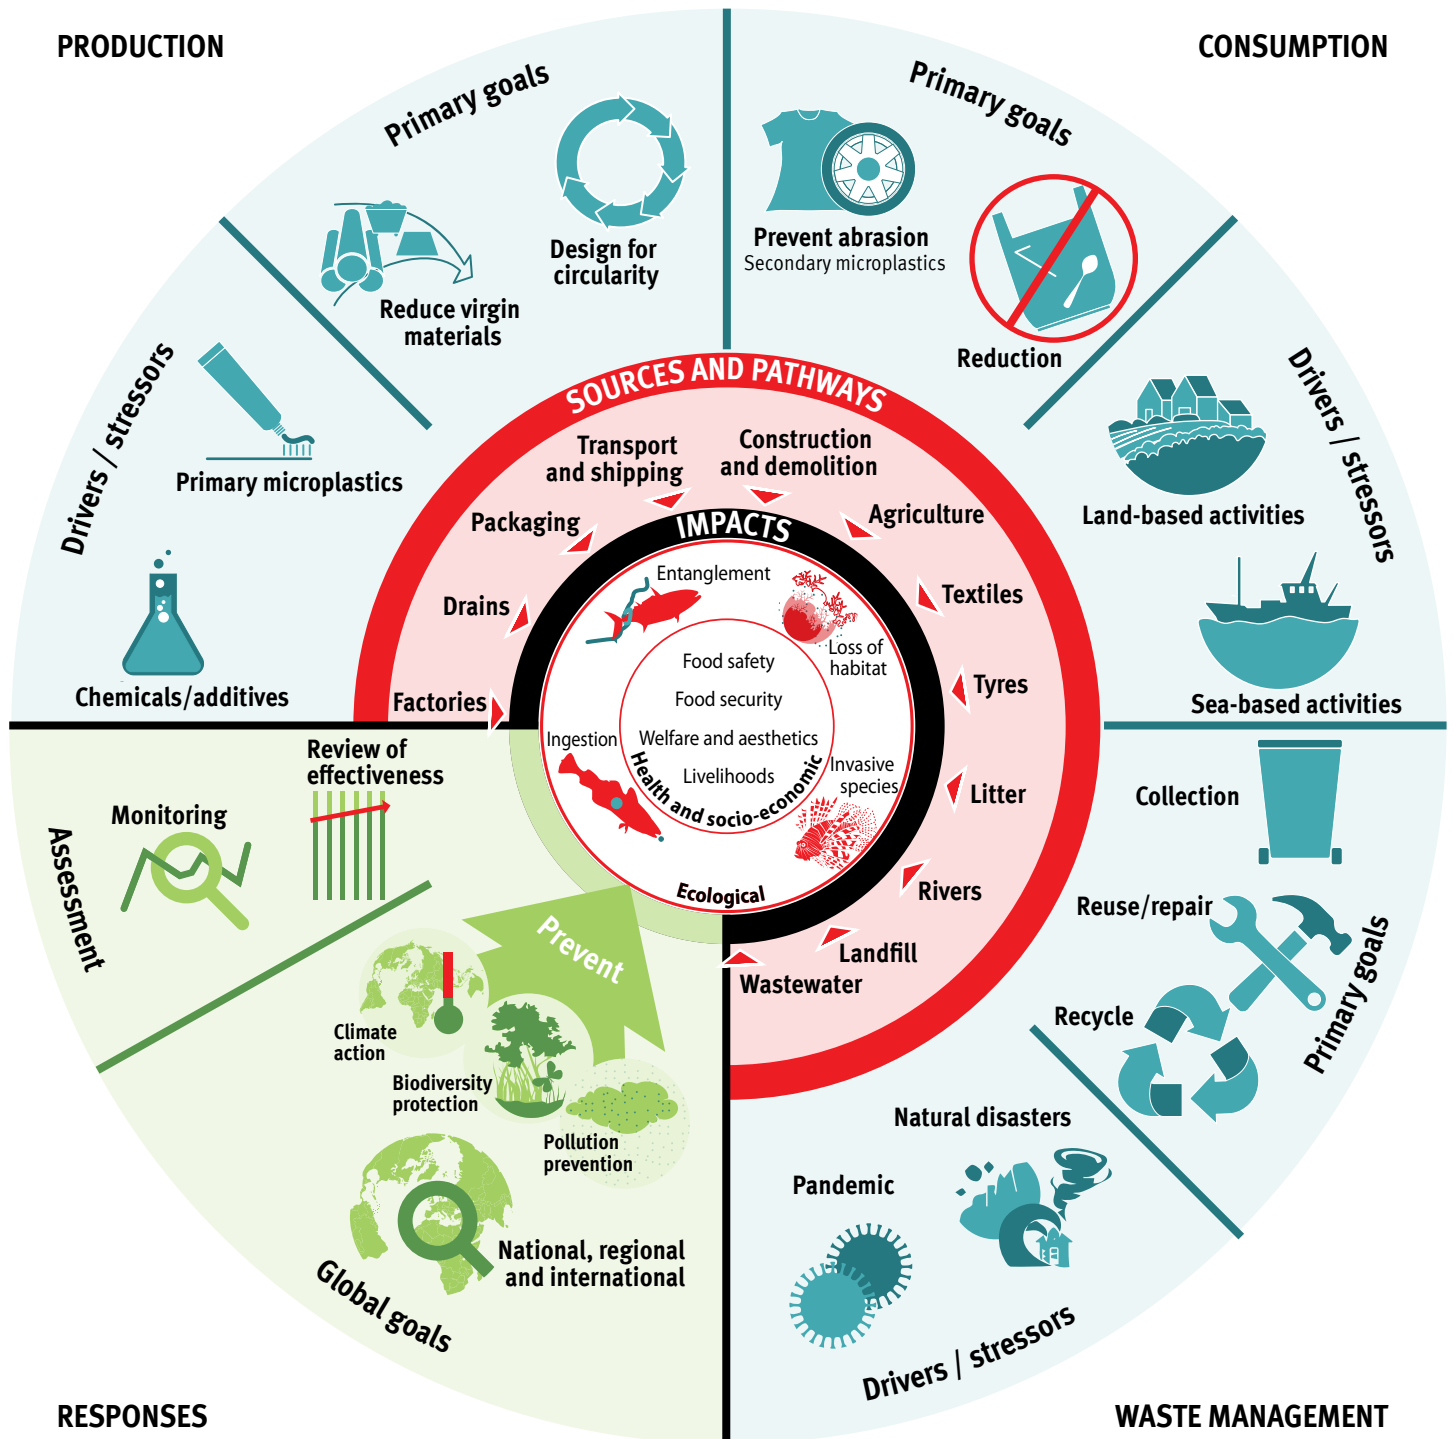 PRODUCTION
CONSUMPTION
Primary goals
Design for
circularity
Reduce virgin
materials
Drivers / stressors
Primary microplastics
Chemicals/additives
Primary goals
Prevent abrasion
Secondary microplastics
Reduction
Drivers / stressors
Land-based activities
Sea-based activities
SOURCES AND PATHWAYS
Factories
Drains
Packaging
Transport
and shipping
Construction
and demolition
Agriculture
Textiles
Tyres
Litter
Rivers
Landfill
Wastewater
IMPACTS
Entanglement
Loss of
habitat
Ingestion
Invasive
species
Ecological
Food safety
Food security
Welfare and aesthetics
Livelihoods
Health and socio-economic
Collection
Reuse/repair
Recycle
Primary goals
Natural disasters
Pandemic
Drivers / stressors
Review of
effectiveness
Monitoring
Assessment
Prevent
Climate
action
Biodiversity
protection
Pollution
prevention
National, regional
and international
Global goals
RESPONSES
WASTE MANAGEMENT